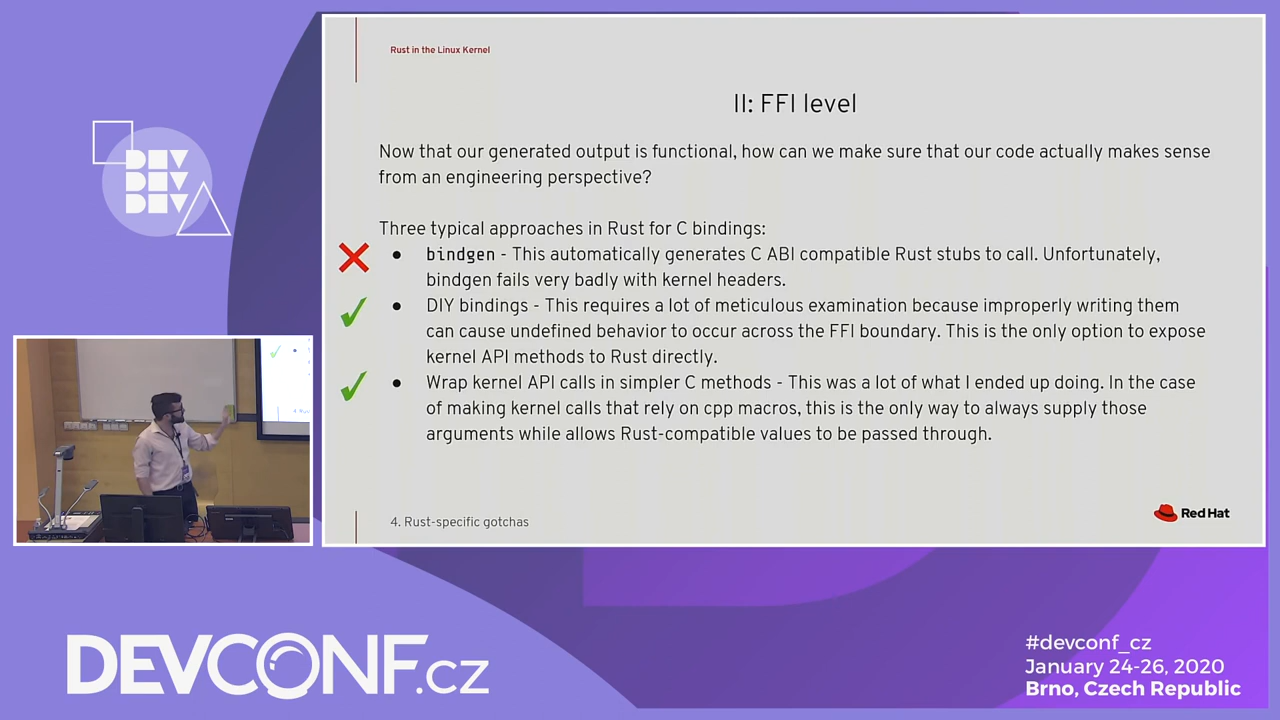 Rust in the Linux Kernel
II: FFI level
Now that our generated output is functional, how can we make sure that our code actually makes sense
from an engineering perspective?
Three typical approaches in Rust for C bindings:
● bindgen - This automatically generates C ABI compatible Rust stubs to call. Unfortunately,
bindgen fails very badly with kernel headers.
● DIY bindings - This requires a lot of meticulous examination because improperly writing them
can cause undefined behavior to occur across the FFI boundary. This is the only option to expose
kernel API methods to Rust directly.
● Wrap kernel API calls in simpler C methods - This was a lot of what I ended up doing. In the case
of making kernel calls that rely on cpp macros, this is the only way to always supply those
arguments while allows Rust-compatible values to be passed through.
4. Rust-specific gotchas
Red Hat
DEV
DEV
DEV
DEVCONF.cz
#devconf_cz
January 24-26, 2020
Brno, Czech Republic